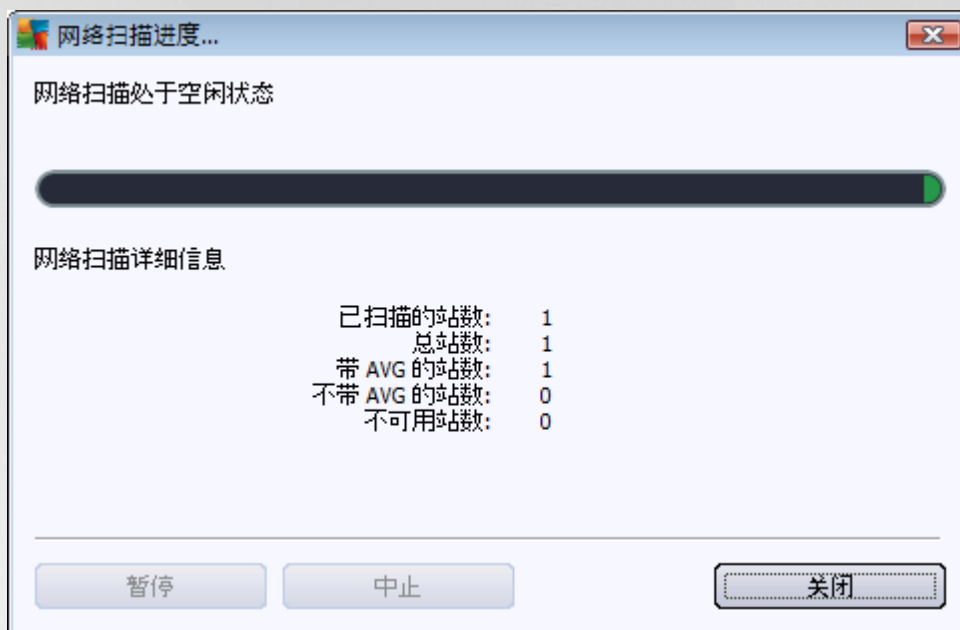 网络扫描进度...
网络扫描处于空闲状态
网络扫描详细信息
已扫描的站数: 1
总站数: 1
带 AVG 的站数: 1
不带 AVG 的站数: 0
不可用站数: 0
暂停 中止 关闭